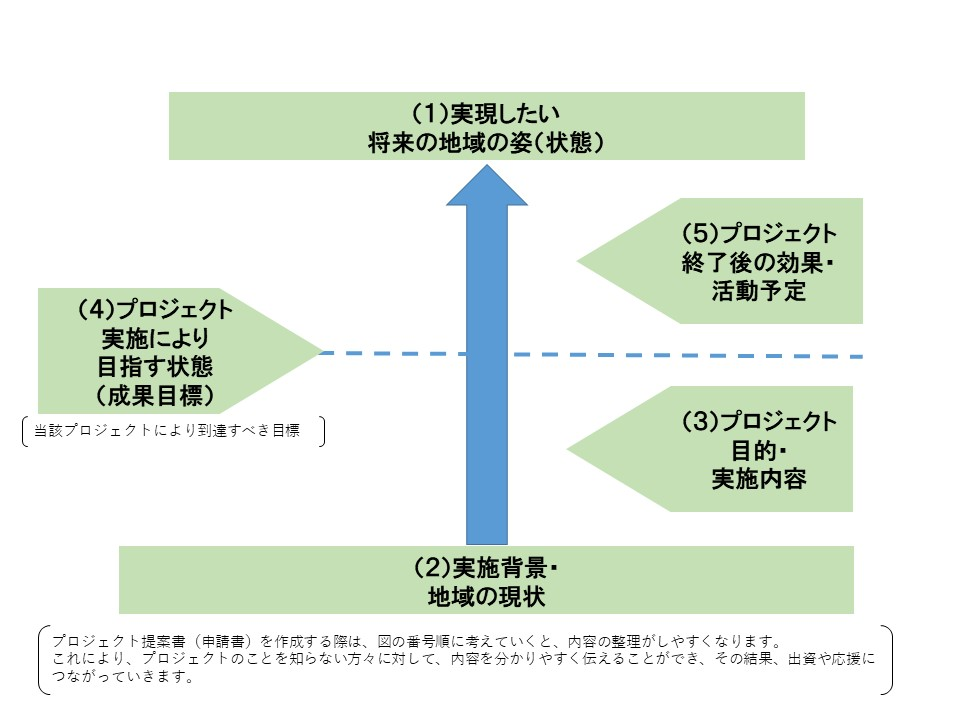 （１）実現したい
将来の地域の姿（状態）
（５）プロジェクト
終了後の効果・
活動予定
（４）プロジェクト
実施により
目指す状態
（成果目標）
当該プロジェクトにより到達すべき目標
（３）プロジェクト
目的・
実施内容
（２）実施背景・
地域の現状
プロジェクト提案書（申請書）を作成する際は、図の番号順に考えていくと、内容の整理がしやすくなります。
これにより、プロジェクトのことを知らない方々に対して、内容を分かりやすく伝えることができ、その結果、出資や応援に
つながっていきます。